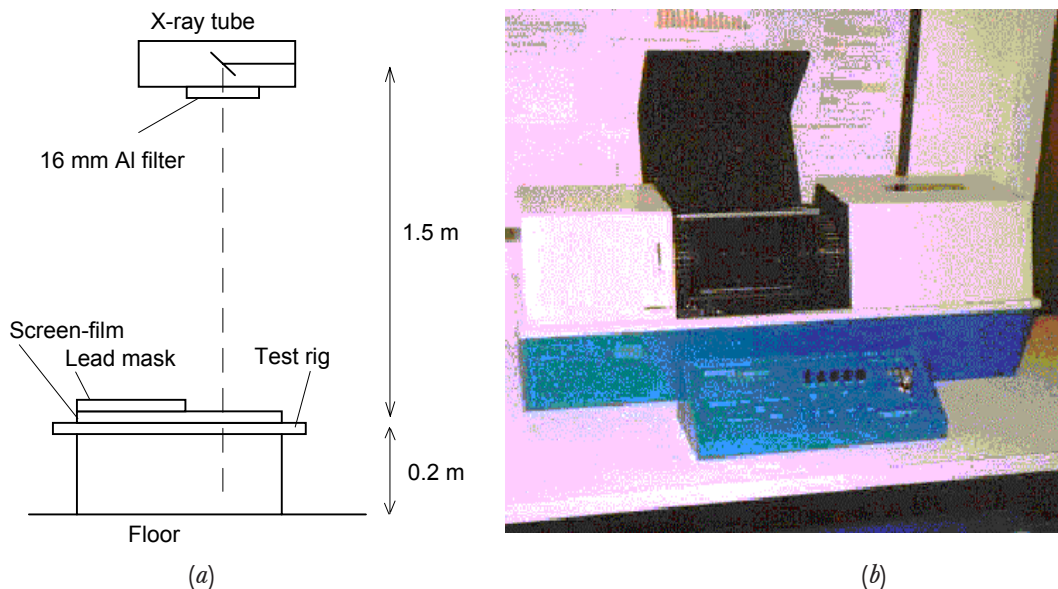 X-ray tube
16 mm Al filter
1.5 m
Screen-film
Lead mask
Test rig
0.2 m
Floor
(a)
(b)